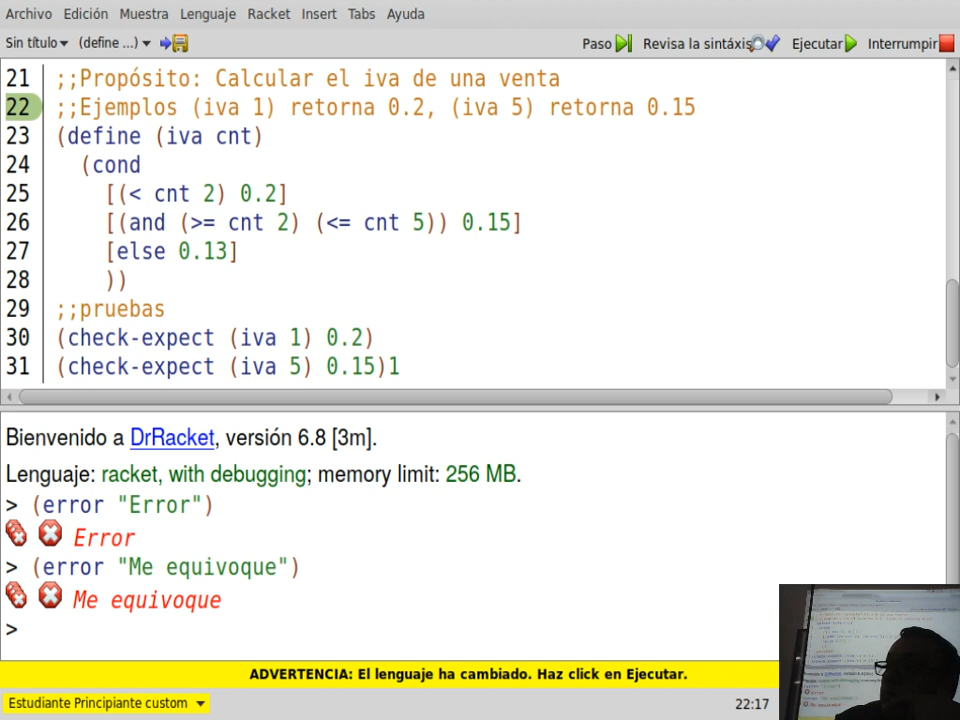 Archivo Edición Muestra Lenguaje Racket Insert Tabs Ayuda
Sin título (define ...) Paso Revisa la sintáxis Ejecutar Interrumpir
21 ;;Propósito: Calcular el iva de una venta
22 ;;Ejemplos (iva 1) retorna 0.2, (iva 5) retorna 0.15
23 (define (iva cnt)
24 (cond
25 [(< cnt 2) 0.2]
26 [(and (>= cnt 2) (<= cnt 5)) 0.15]
27 [else 0.13]
28 ))
29 ;;pruebas
30 (check-expect (iva 1) 0.2)
31 (check-expect (iva 5) 0.15)1
Bienvenido a DrRacket, versión 6.8 [3m].
Lenguaje: racket, with debugging; memory limit: 256 MB.
> (error "Error")
Error
> (error "Me equivoque")
Me equivoque
>
ADVERTENCIA: El lenguaje ha cambiado. Haz click en Ejecutar.
Estudiante Principiante custom 22:17